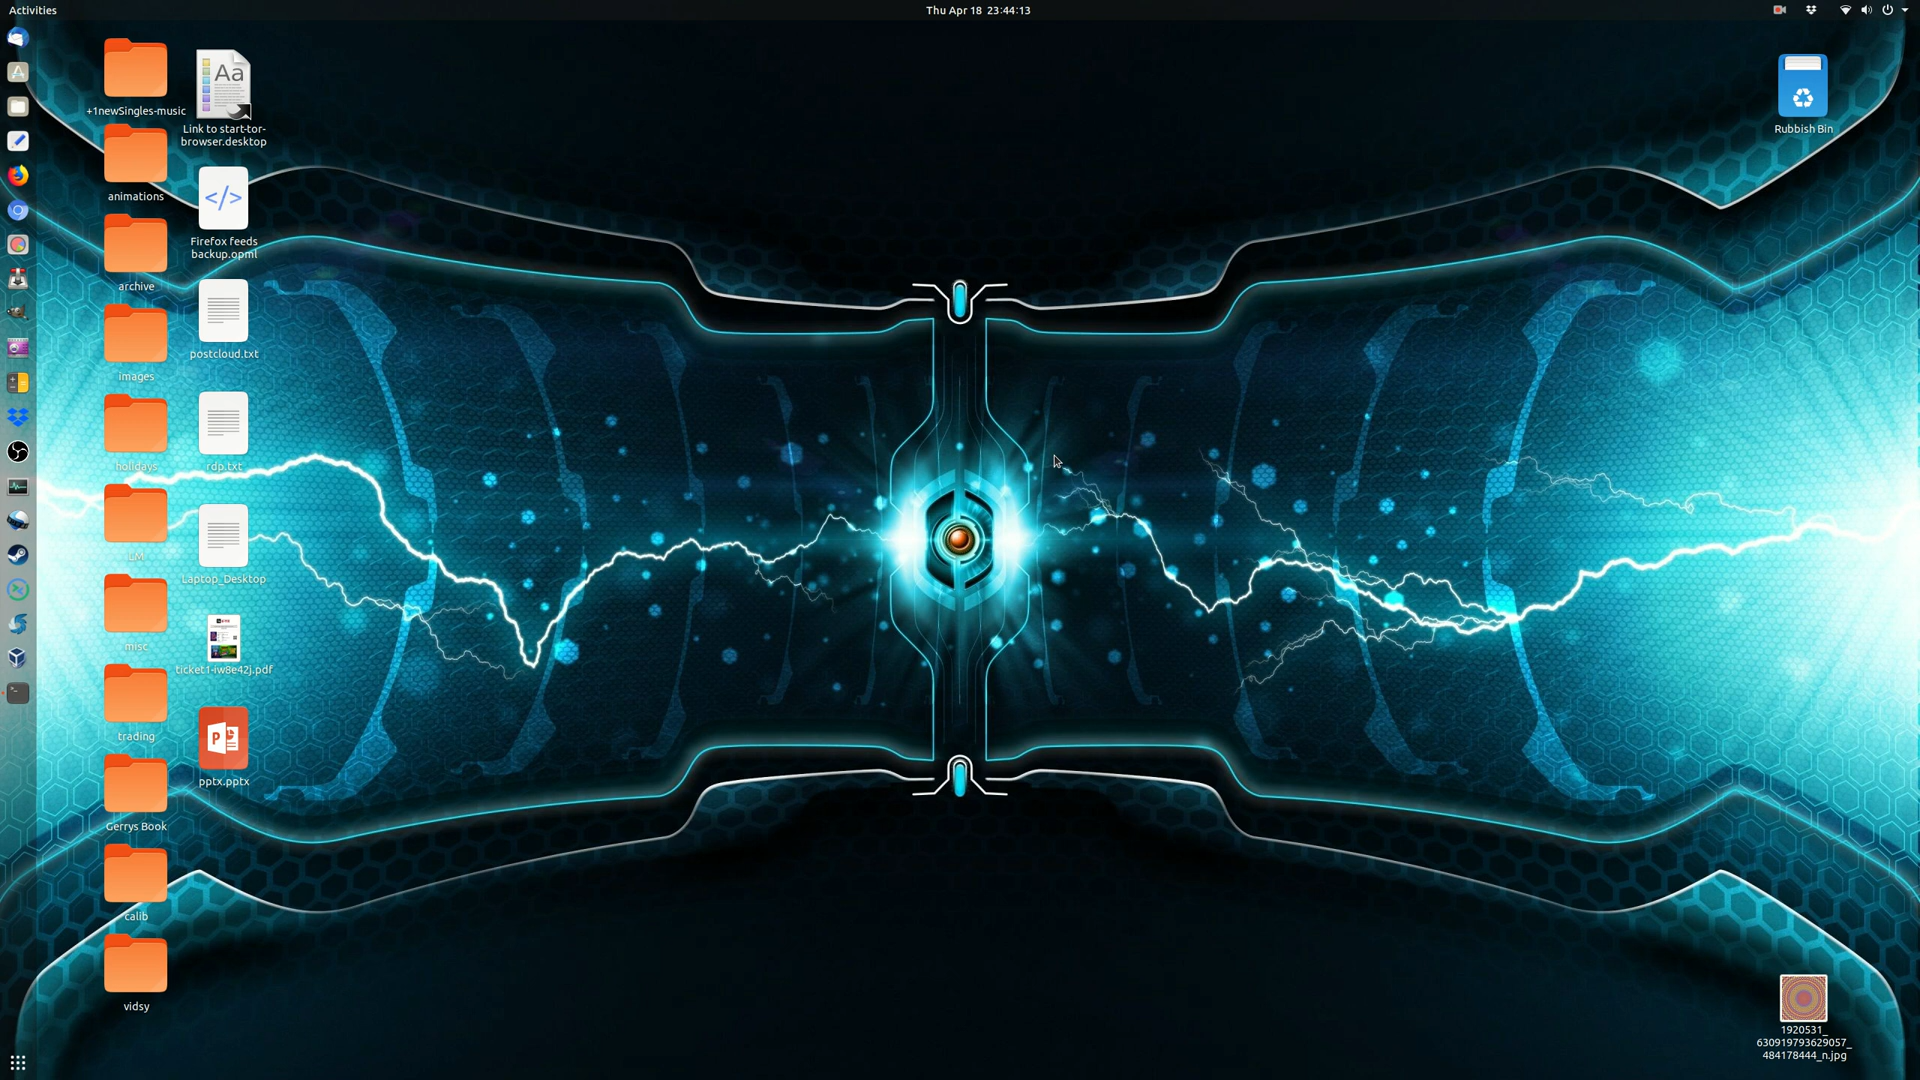 Activities
Thu Apr 18 23:44:13
+1newSingles-music
animations
archive
images
holidays
LM
misc
trading
Gerrys Book
calib
vidsy
Aa
Link to start-tor-
browser.desktop
</>
Firefox feeds
backup.opml
postcloud.txt
rdp.txt
Laptop_Desktop
ticket1-iw8e42j.pdf
P
pptx.pptx
Rubbish Bin
1920531_
630919793629057_
484178444_n.jpg